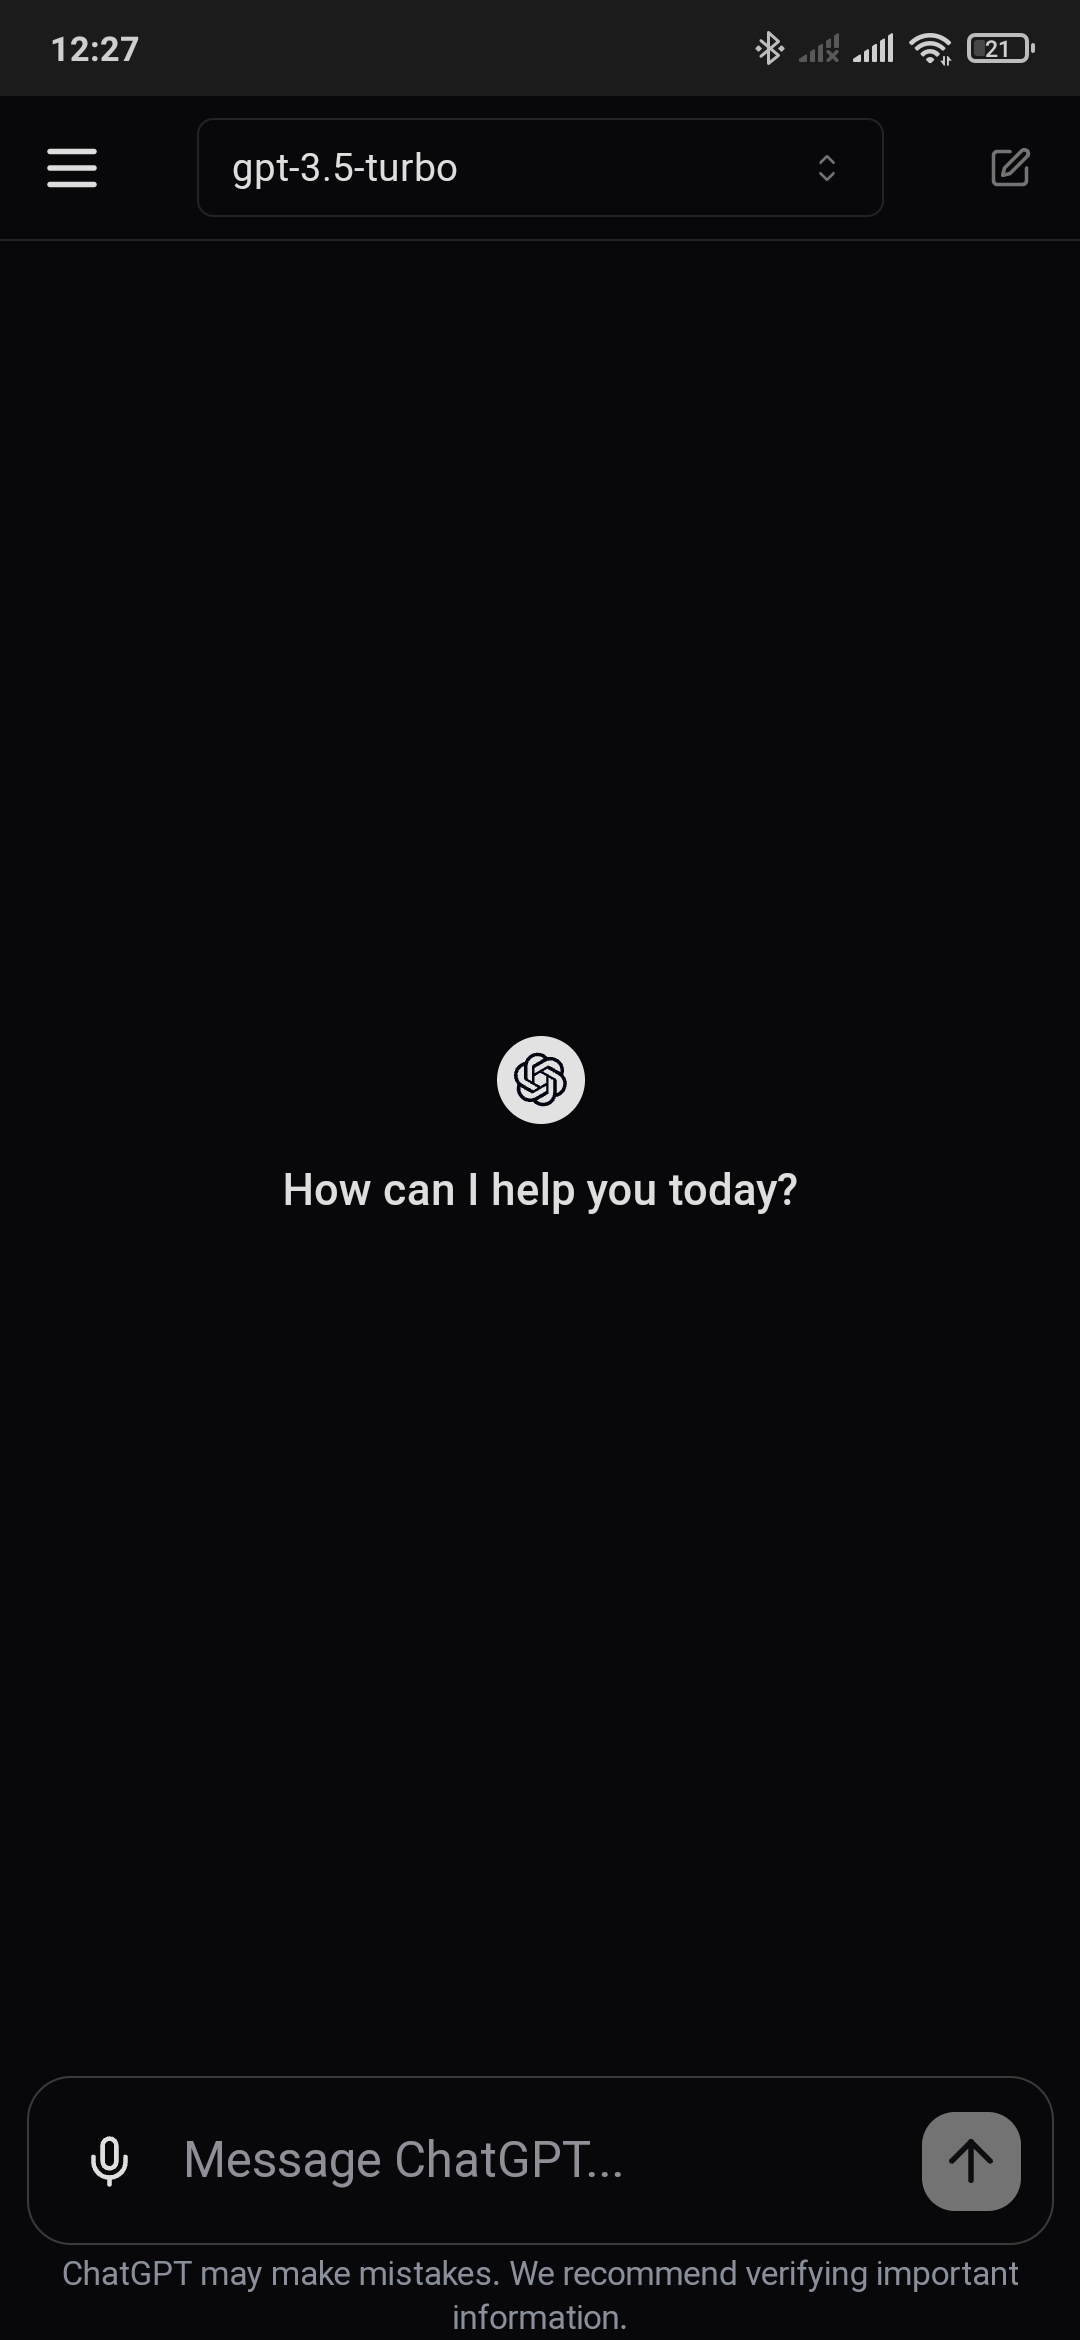 12:27
21
gpt-3.5-turbo
How can I help you today?
Message ChatGPT...
ChatGPT may make mistakes. We recommend verifying important
information.